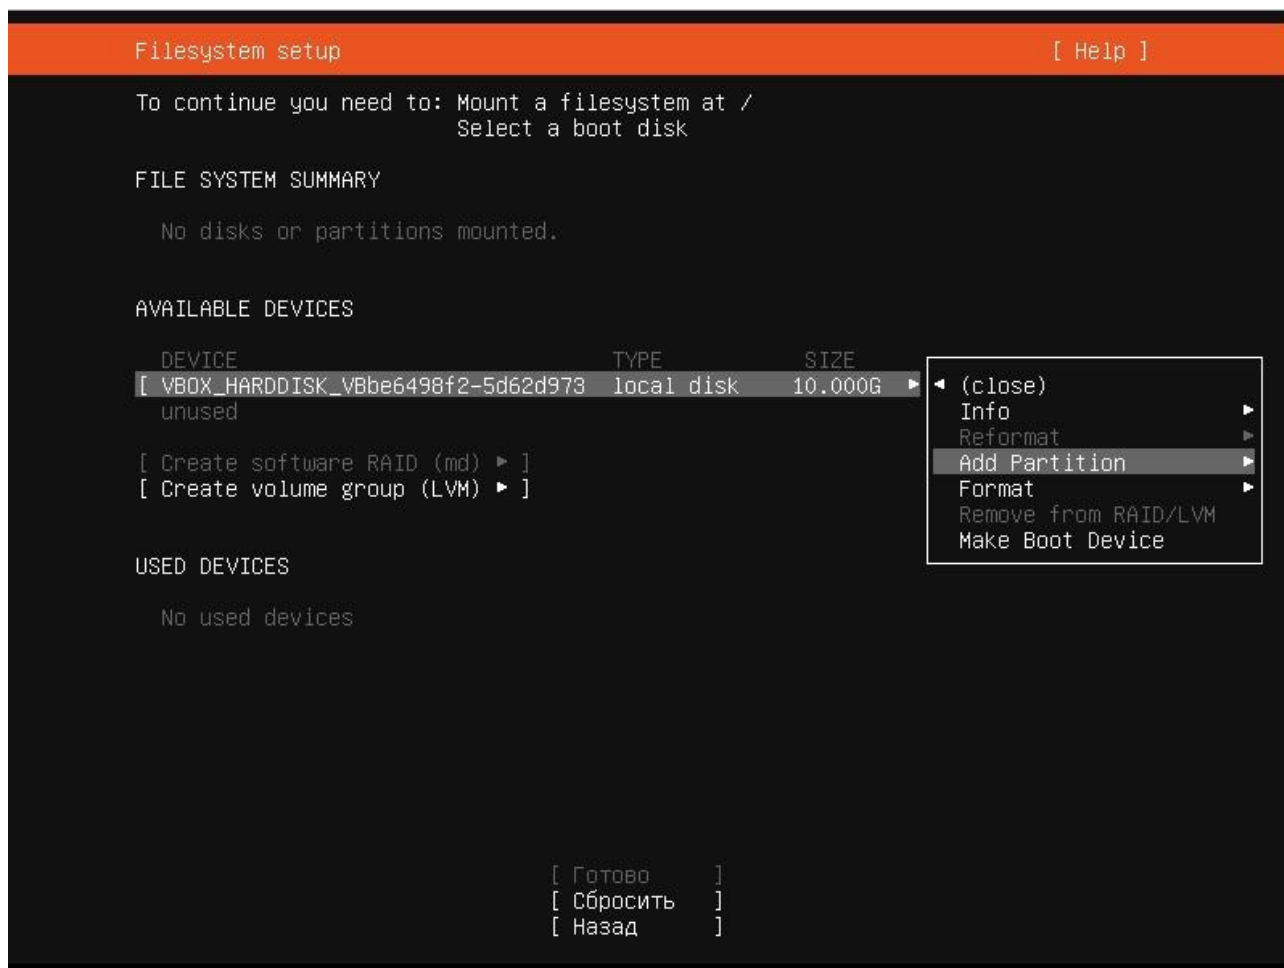 Filesystem setup [ Help ]
To continue you need to: Mount a filesystem at /
Select a boot disk
FILE SYSTEM SUMMARY
No disks or partitions mounted.
AVAILABLE DEVICES
DEVICE TYPE SIZE
[ VBOX_HARDDISK_VBbe6498f2-5d62d973 local disk 10.000G ►
unused
[ Create software RAID (md) ► ]
[ Create volume group (LVM) ► ]
◄ (close)
Info ►
Reformat ►
Add Partition ►
Format ►
Remove from RAID/LVM
Make Boot Device
USED DEVICES
No used devices
[ Готово ]
[ Сбросить ]
[ Назад ]